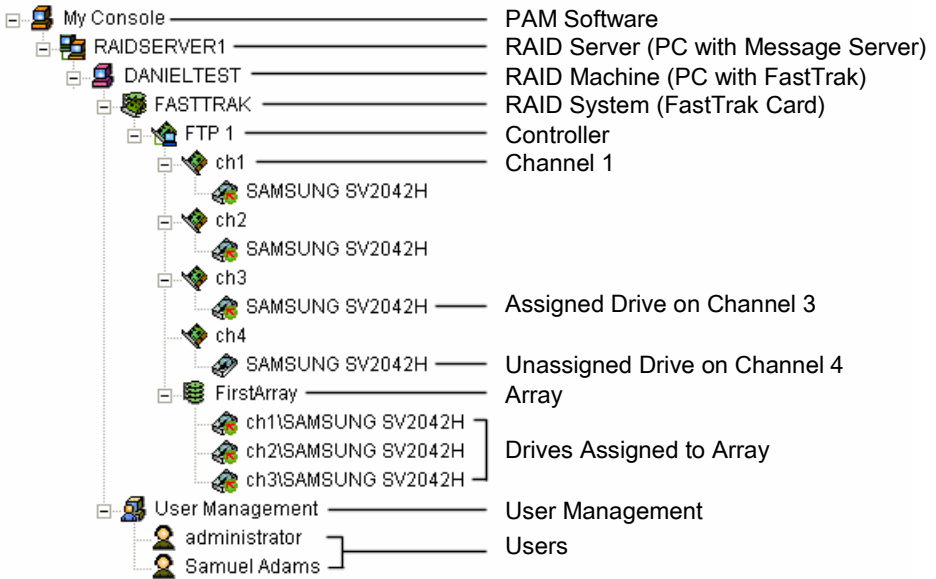 My Console PAM Software
RAIDSERVER1 RAID Server (PC with Message Server)
DANIELTEST RAID Machine (PC with FastTrak)
FASTTRAK RAID System (FastTrak Card)
FTP 1 Controller
ch1 Channel 1
SAMSUNG SV2042H
ch2
SAMSUNG SV2042H
ch3
SAMSUNG SV2042H Assigned Drive on Channel 3
ch4
SAMSUNG SV2042H Unassigned Drive on Channel 4
FirstArray Array
ch1\SAMSUNG SV2042H
ch2\SAMSUNG SV2042H Drives Assigned to Array
ch3\SAMSUNG SV2042H
User Management User Management
administrator Users
Samuel Adams